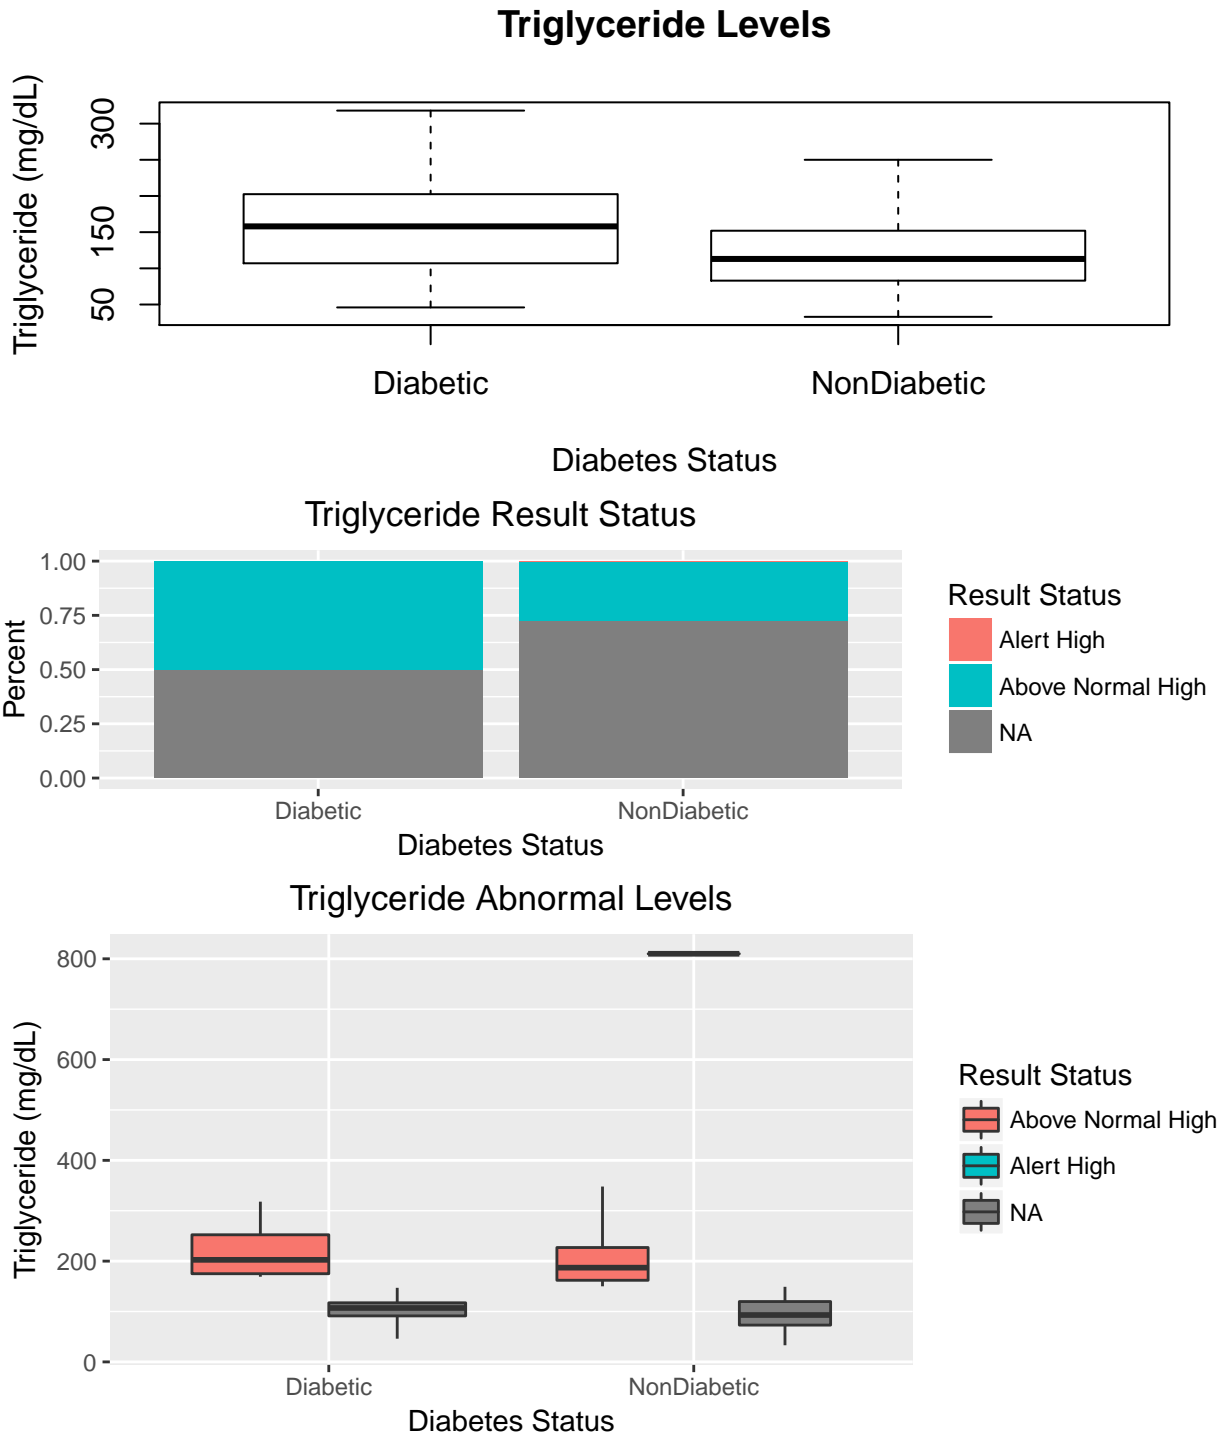 Triglyceride Levels
Triglyceride (mg/dL)
300
150
50
Diabetic NonDiabetic
Diabetes Status
Triglyceride Result Status
Percent
1.00
0.75
0.50
0.25
0.00
Diabetic NonDiabetic
Diabetes Status
Result Status
Alert High
Above Normal High
NA
Triglyceride Abnormal Levels
Triglyceride (mg/dL)
800
600
400
200
0
Diabetic NonDiabetic
Diabetes Status
Result Status
Above Normal High
Alert High
NA